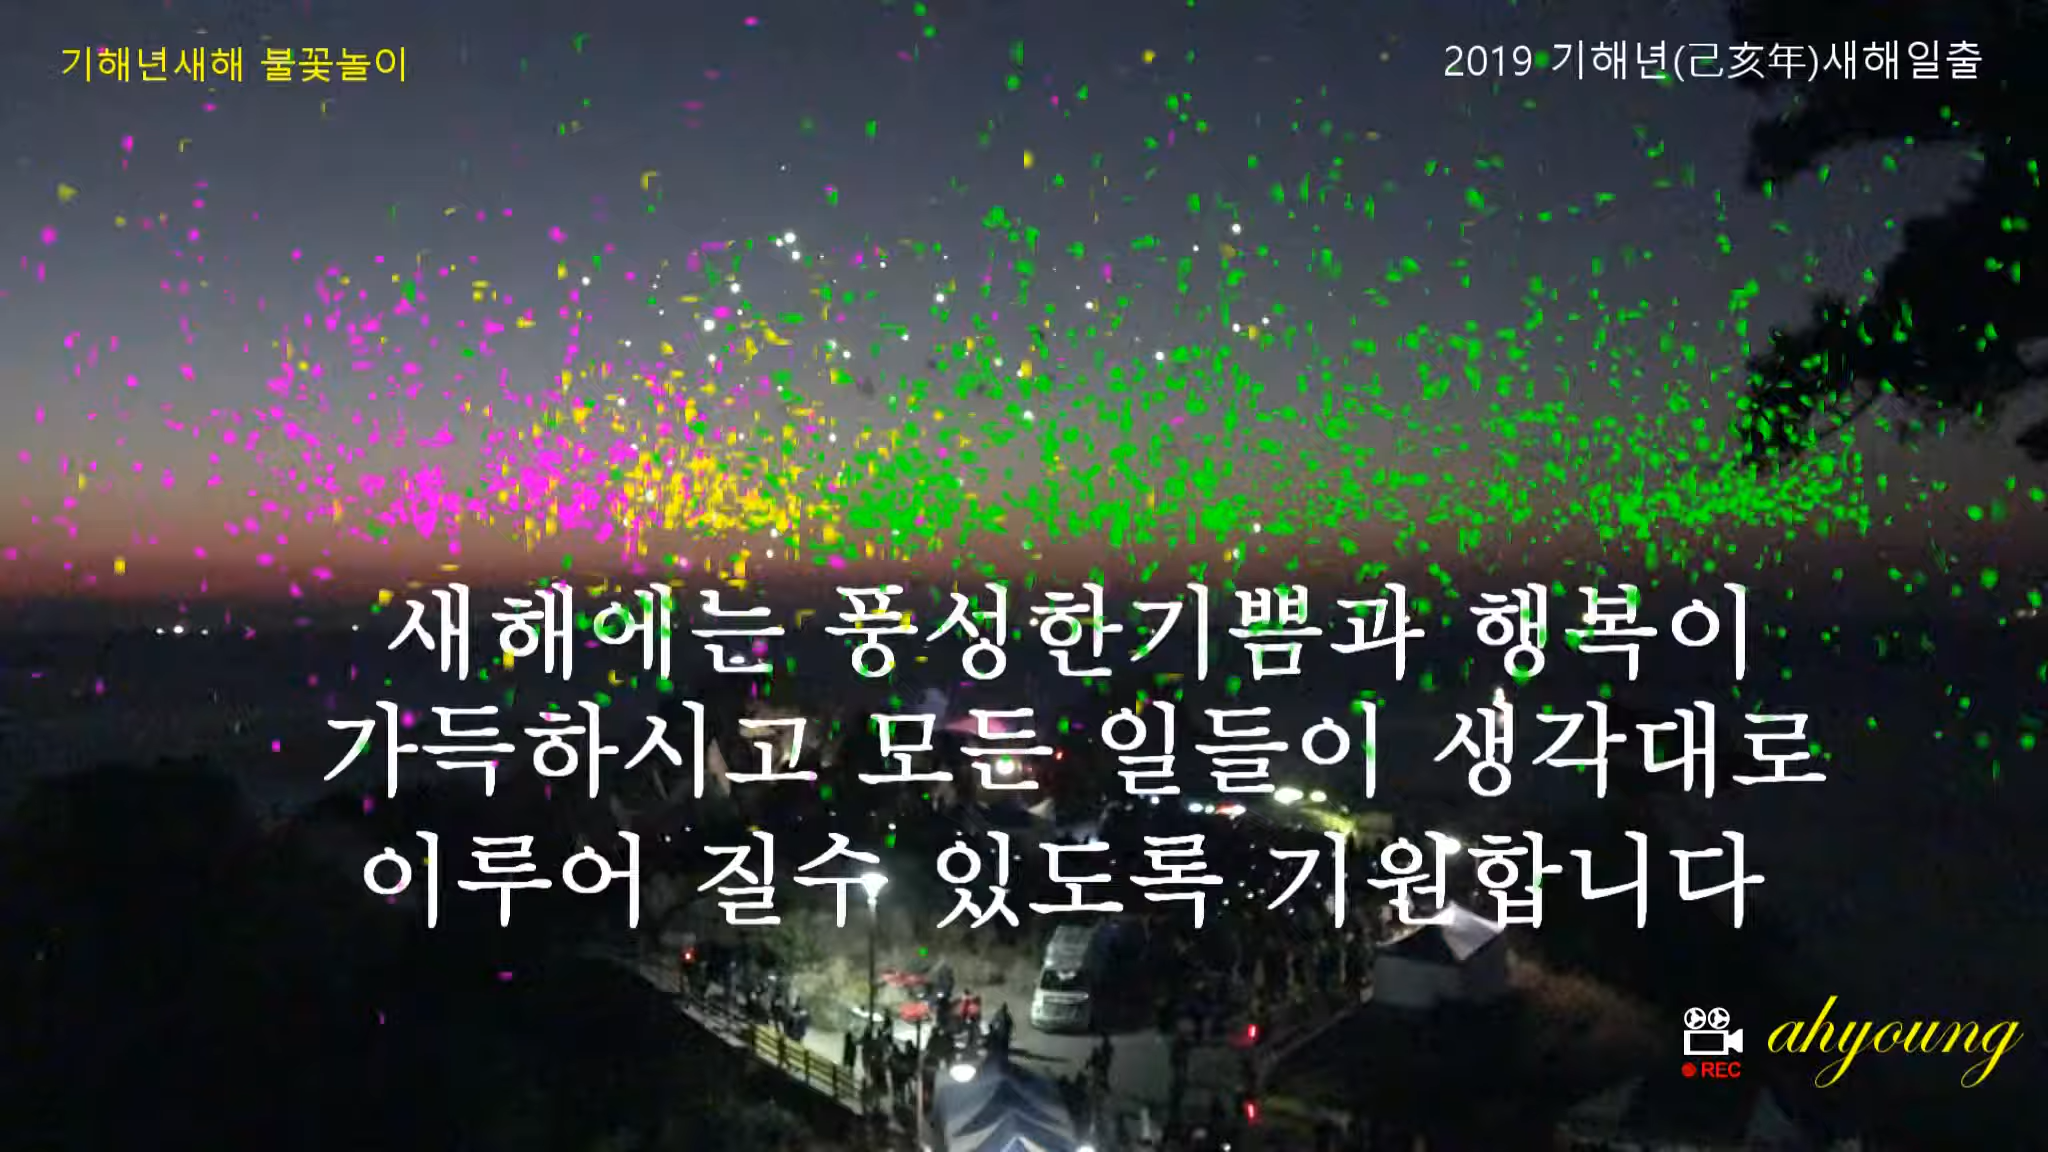 기해년새해 불꽃놀이
2019 기해년(己亥年)새해일출
새해에는 풍성한기쁨과 행복이
가득하시고 모든 일들이 생각대로
이루어 질수 있도록 기원합니다
REC
ahyoung